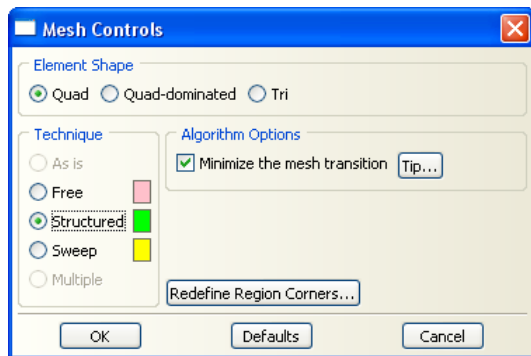 Mesh Controls
Element Shape
Quad Quad-dominated Tri
Technique
As is
Free
Structured
Sweep
Multiple
Algorithm Options
Minimize the mesh transition Tip...
Redefine Region Corners...
OK Defaults Cancel